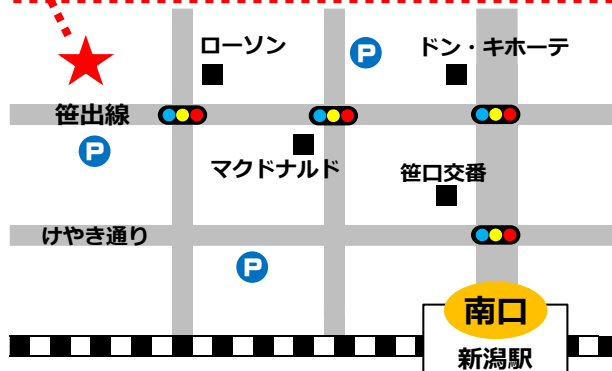 ローソン
P
ドン・キホーテ
笹出線
P
マクドナルド
笹口交番
けやき通り
P
南口
新潟駅